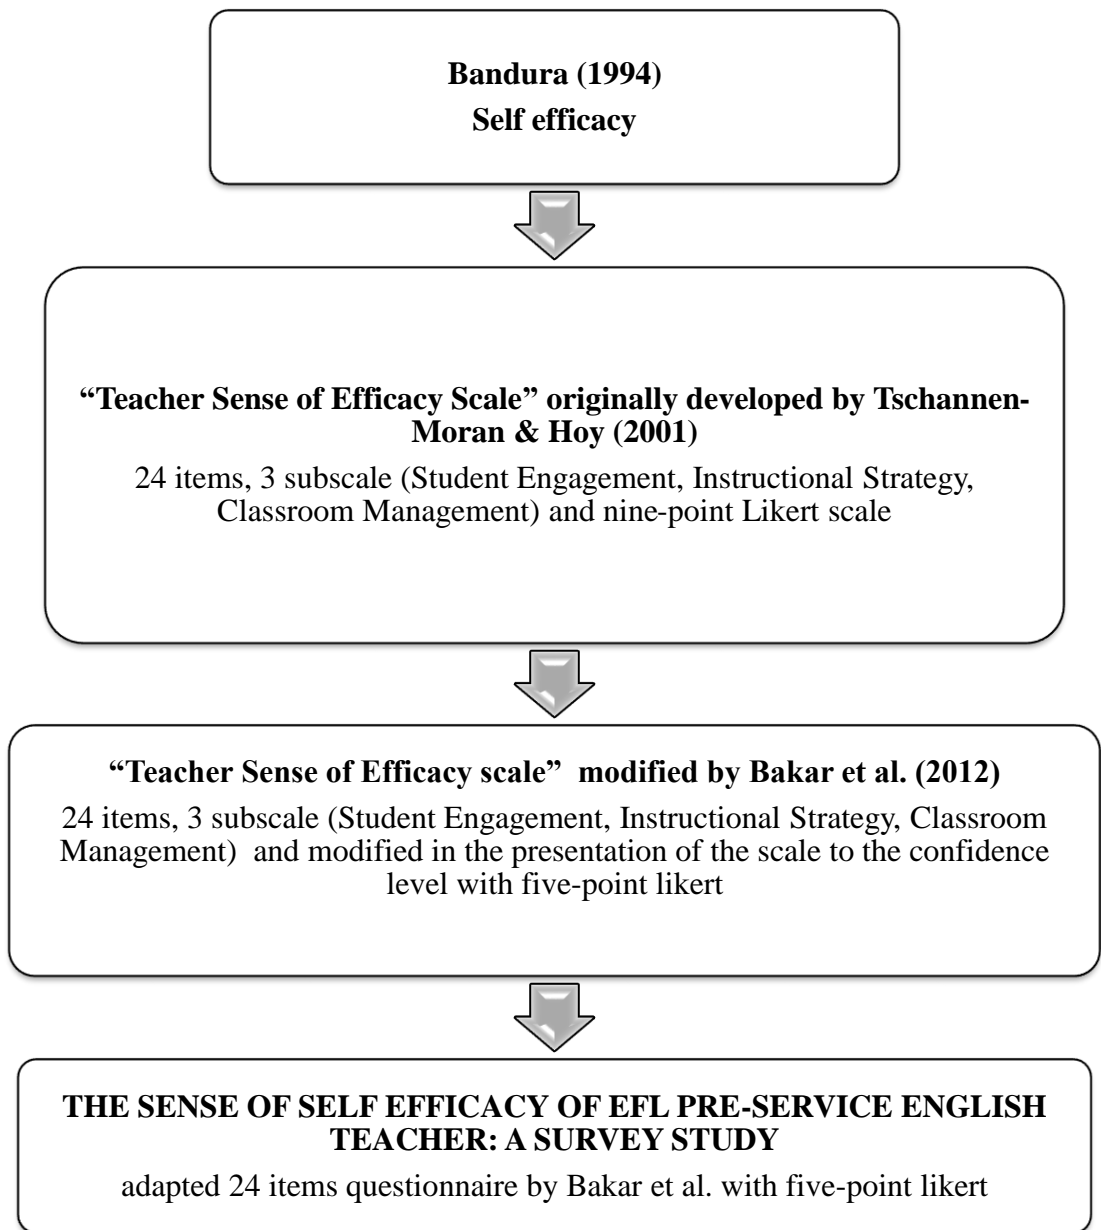 Bandura (1994)
Self efficacy
“Teacher Sense of Efficacy Scale” originally developed by Tschannen-
Moran & Hoy (2001)
24 items, 3 subscale (Student Engagement, Instructional Strategy,
Classroom Management) and nine-point Likert scale
“Teacher Sense of Efficacy scale”  modified by Bakar et al. (2012)
24 items, 3 subscale (Student Engagement, Instructional Strategy, Classroom
Management)  and modified in the presentation of the scale to the confidence
level with five-point likert
THE SENSE OF SELF EFFICACY OF EFL PRE-SERVICE ENGLISH
TEACHER: A SURVEY STUDY
adapted 24 items questionnaire by Bakar et al. with five-point likert